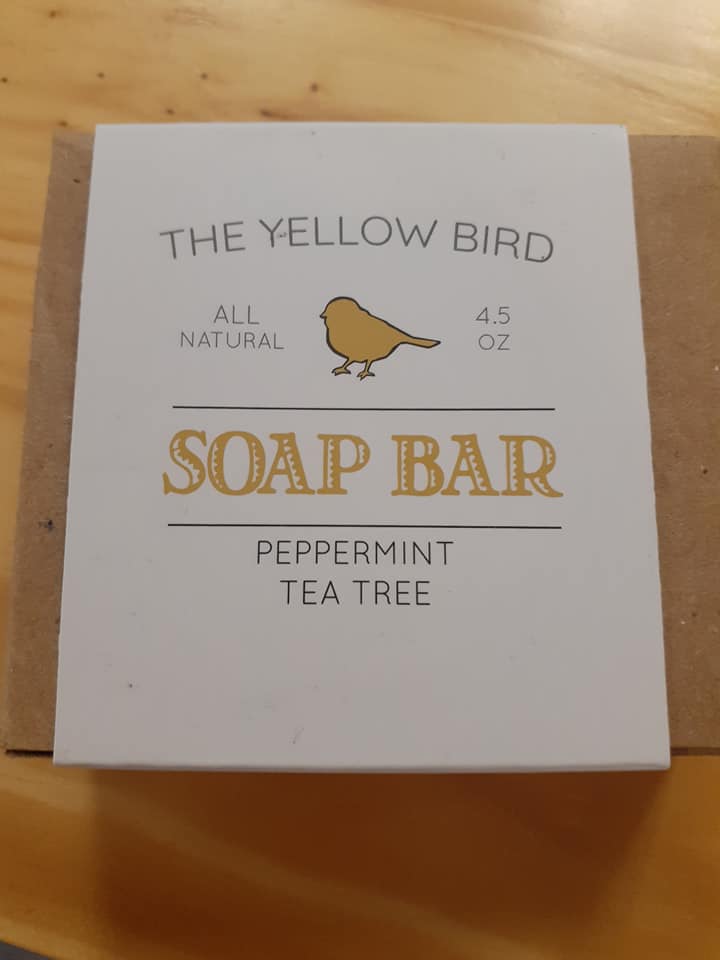 THE YELLOW BIRD
ALL
NATURAL
4.5
OZ
SOAP BAR
PEPPERMINT
TEA TREE